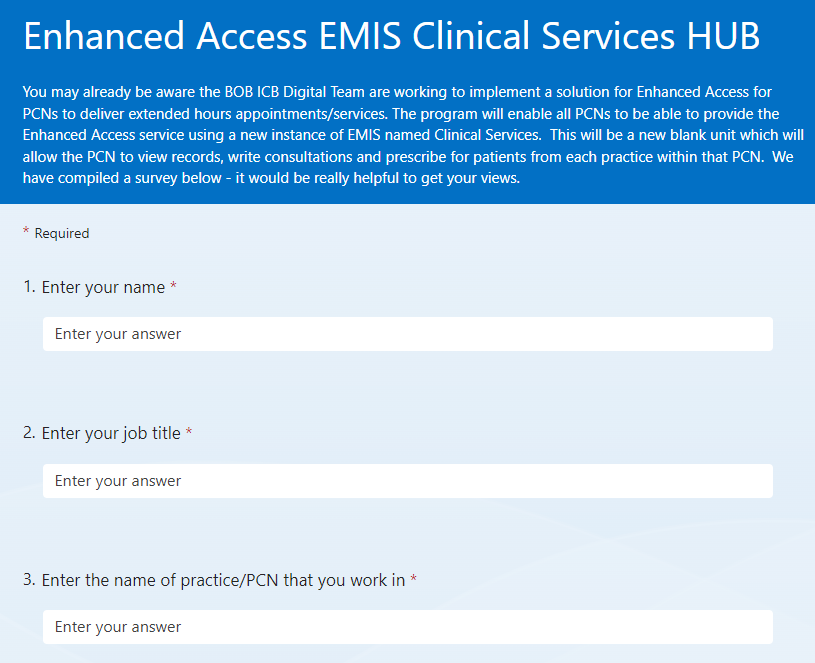 Enhanced Access EMIS Clinical Services HUB
You may already be aware the BOB ICB Digital Team are working to implement a solution for Enhanced Access for
PCNs to deliver extended hours appointments/services. The program will enable all PCNs to be able to provide the
Enhanced Access service using a new instance of EMIS named Clinical Services.  This will be a new blank unit which will
allow the PCN to view records, write consultations and prescribe for patients from each practice within that PCN.  We
have compiled a survey below - it would be really helpful to get your views.
* Required
1. Enter your name *
Enter your answer
2. Enter your job title *
Enter your answer
3. Enter the name of practice/PCN that you work in *
Enter your answer